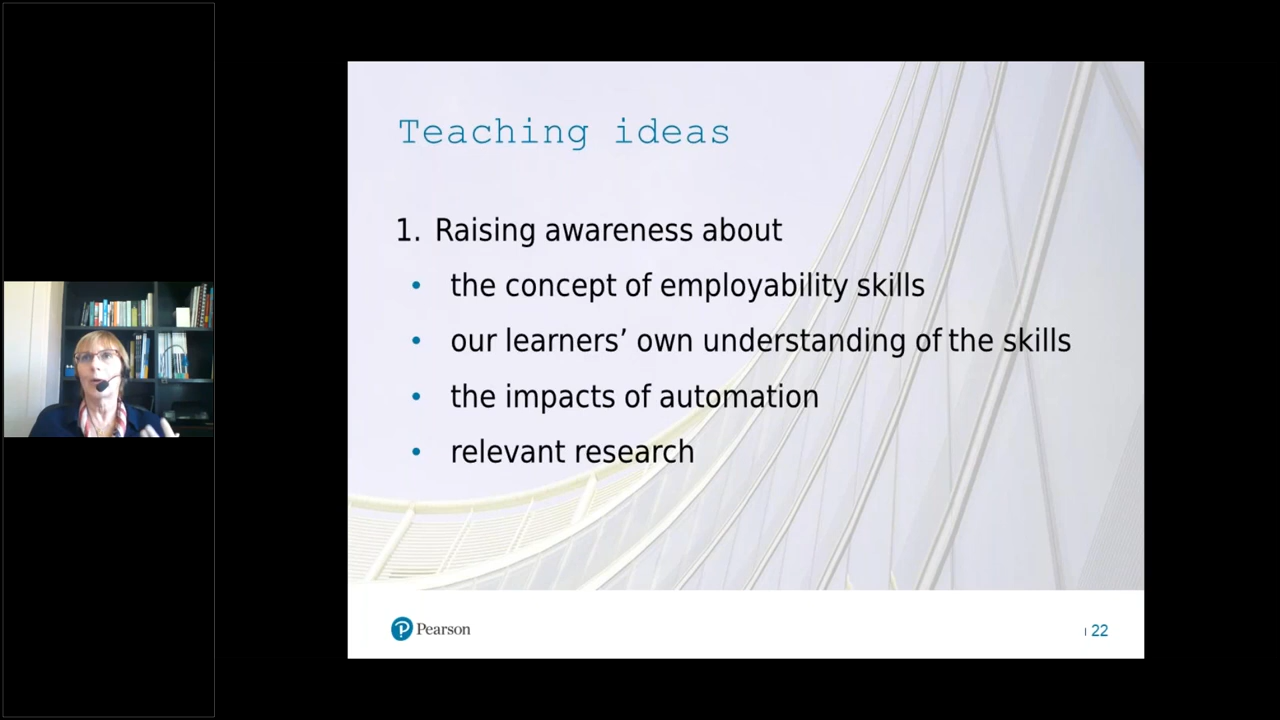 Teaching ideas
1. Raising awareness about
• the concept of employability skills
• our learners’ own understanding of the skills
• the impacts of automation
• relevant research
Pearson
22